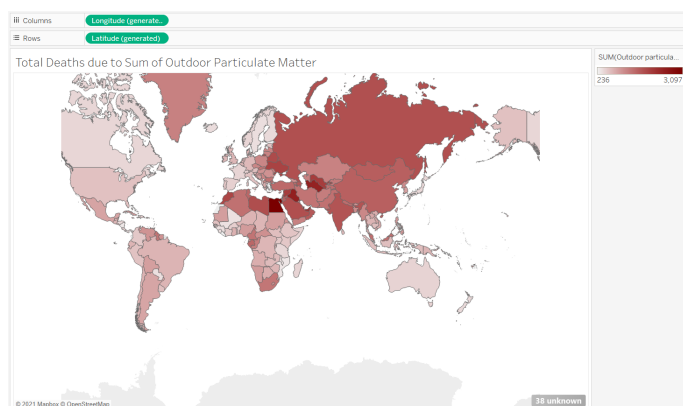 Columns
Longitude (generate..
Rows
Latitude (generated)
Total Deaths due to Sum of Outdoor Particulate Matter
SUM(Outdoor particula...
236 3,097
© 2021 Mapbox © OpenStreetMap
38 unknown